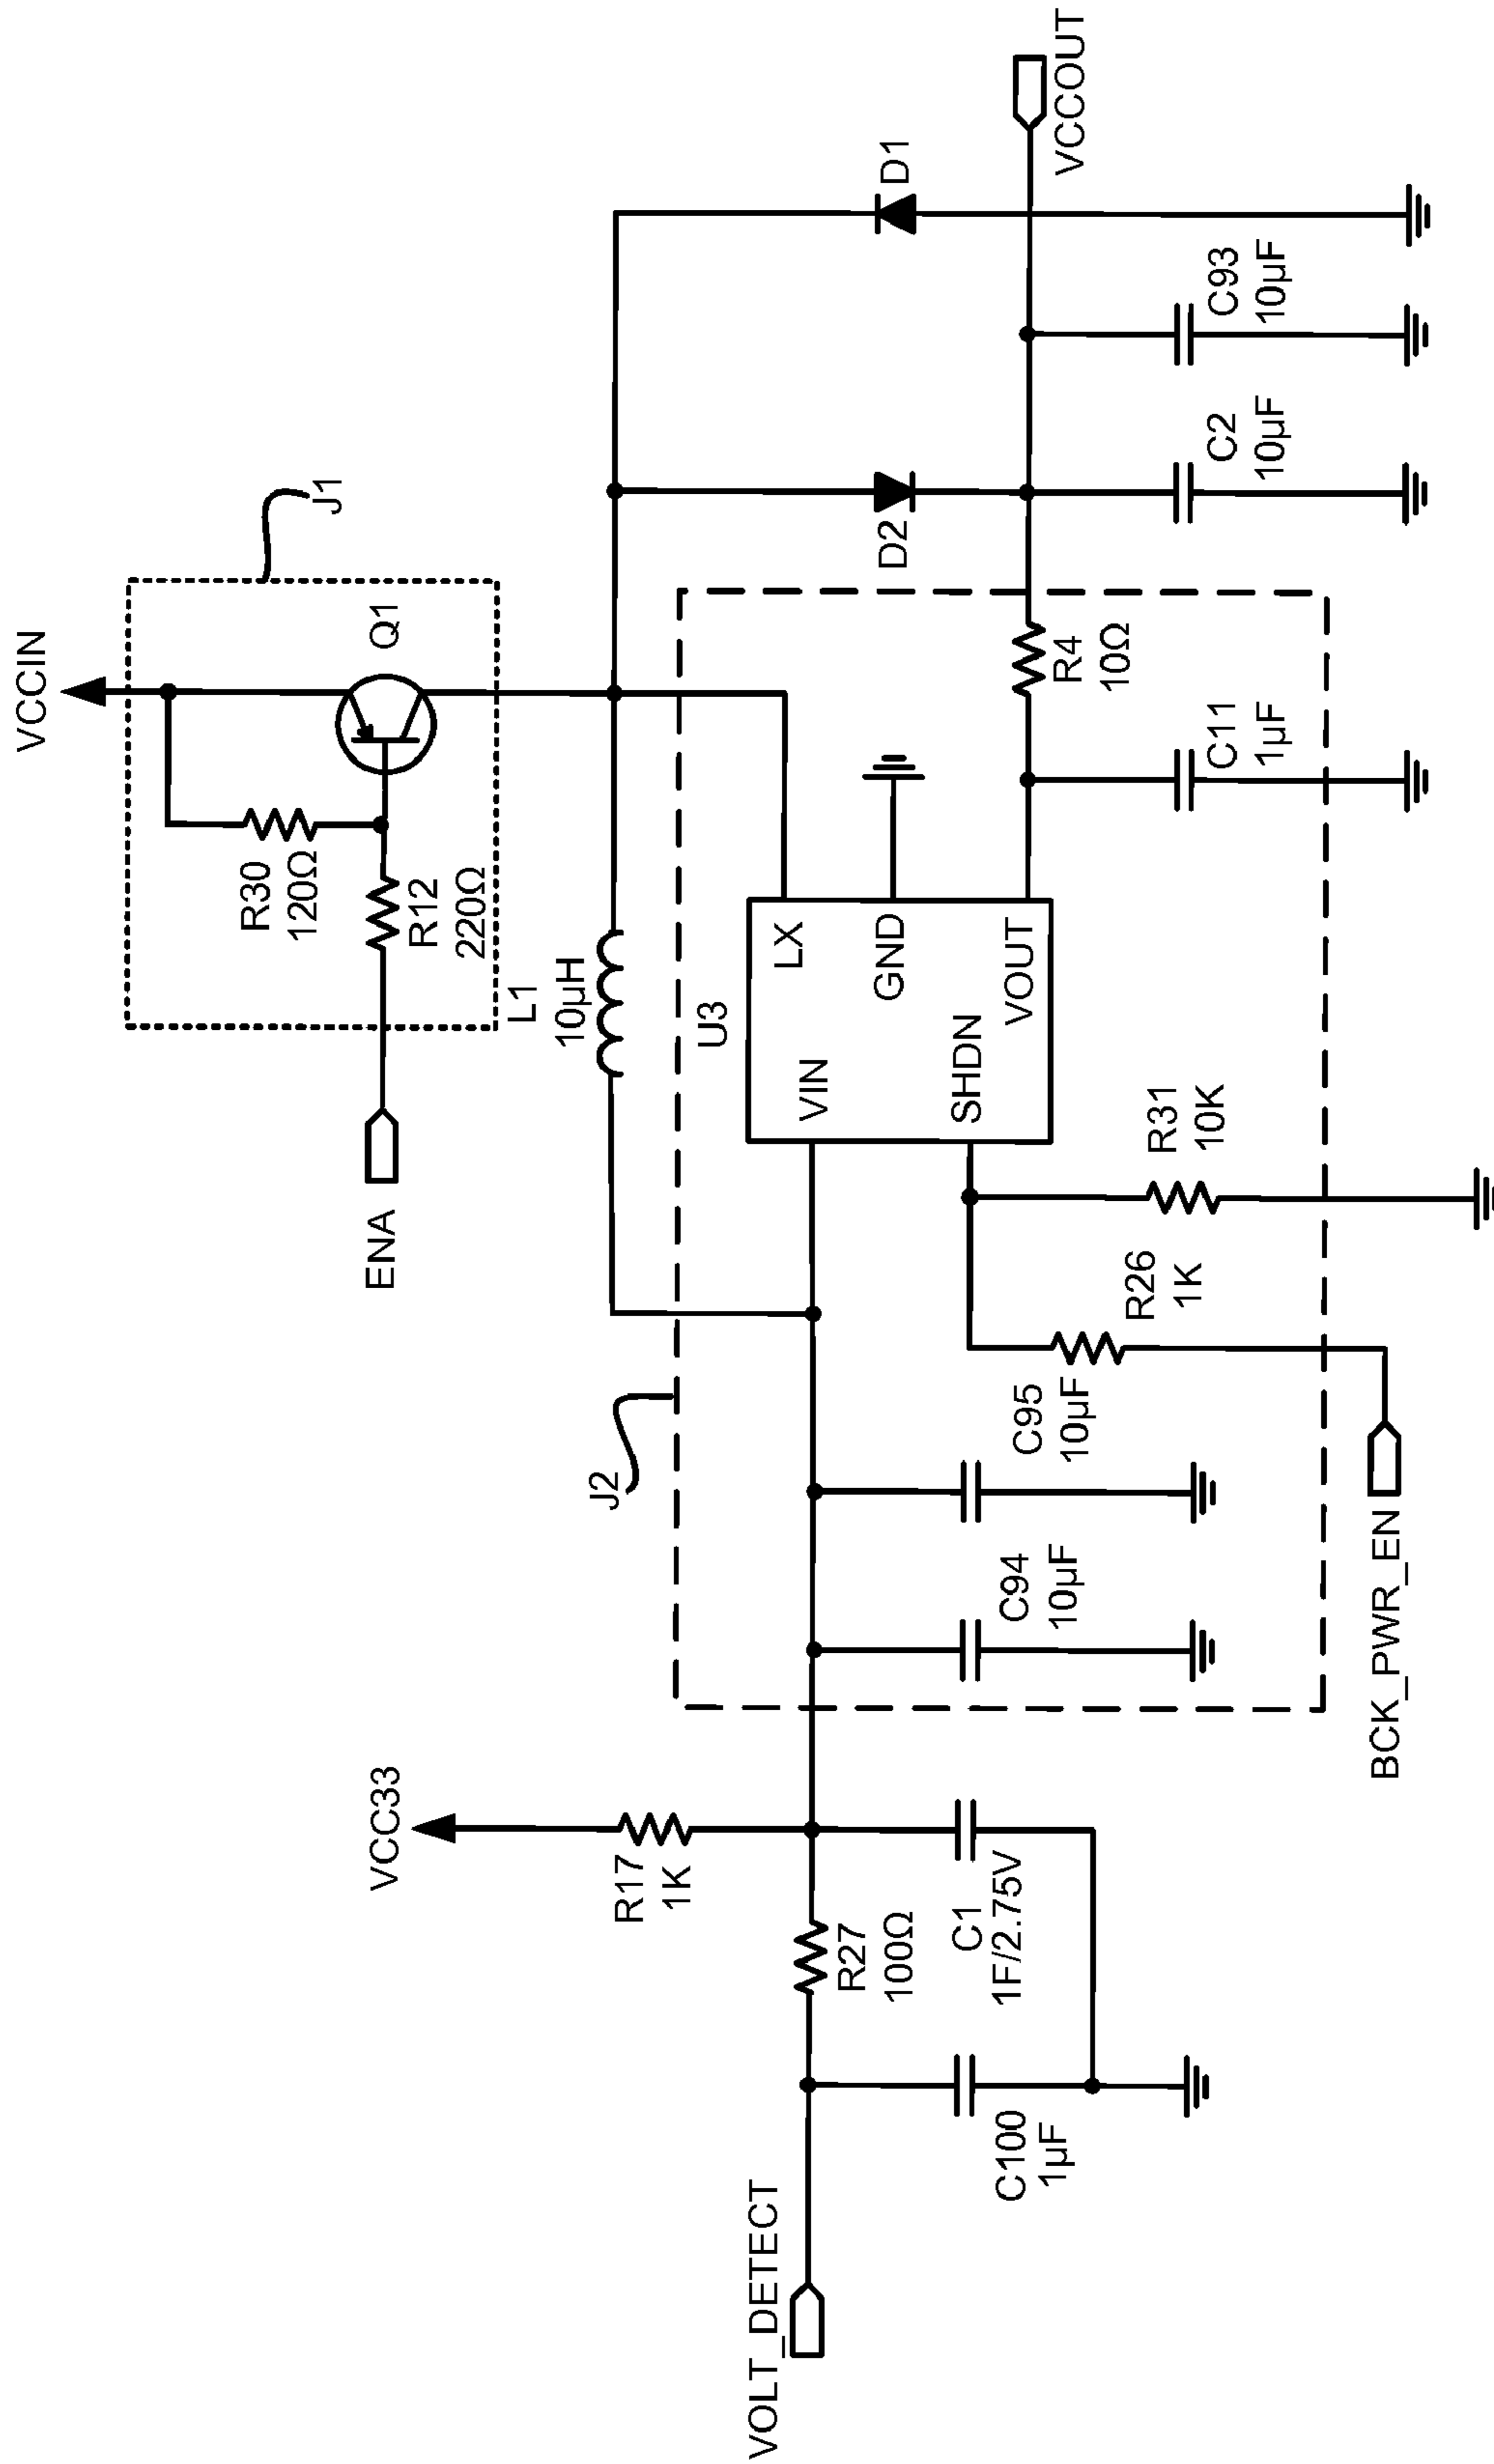 VCCIN
J1
Q1
R30
120Ω
R12
220Ω
ENA
L1
10μH
D1
D2
VCCOUT
C93
10μF
C2
10μF
R4
10Ω
C11
1μF
U3
LX
GND
VOUT
VIN
SHDN
R31
10K
R26
1K
J2
C95
10μF
C94
10μF
BCK_PWR_EN
VCC33
R17
1K
R27
100Ω
C1
1F/2.75V
C100
1μF
VOLT_DETECT